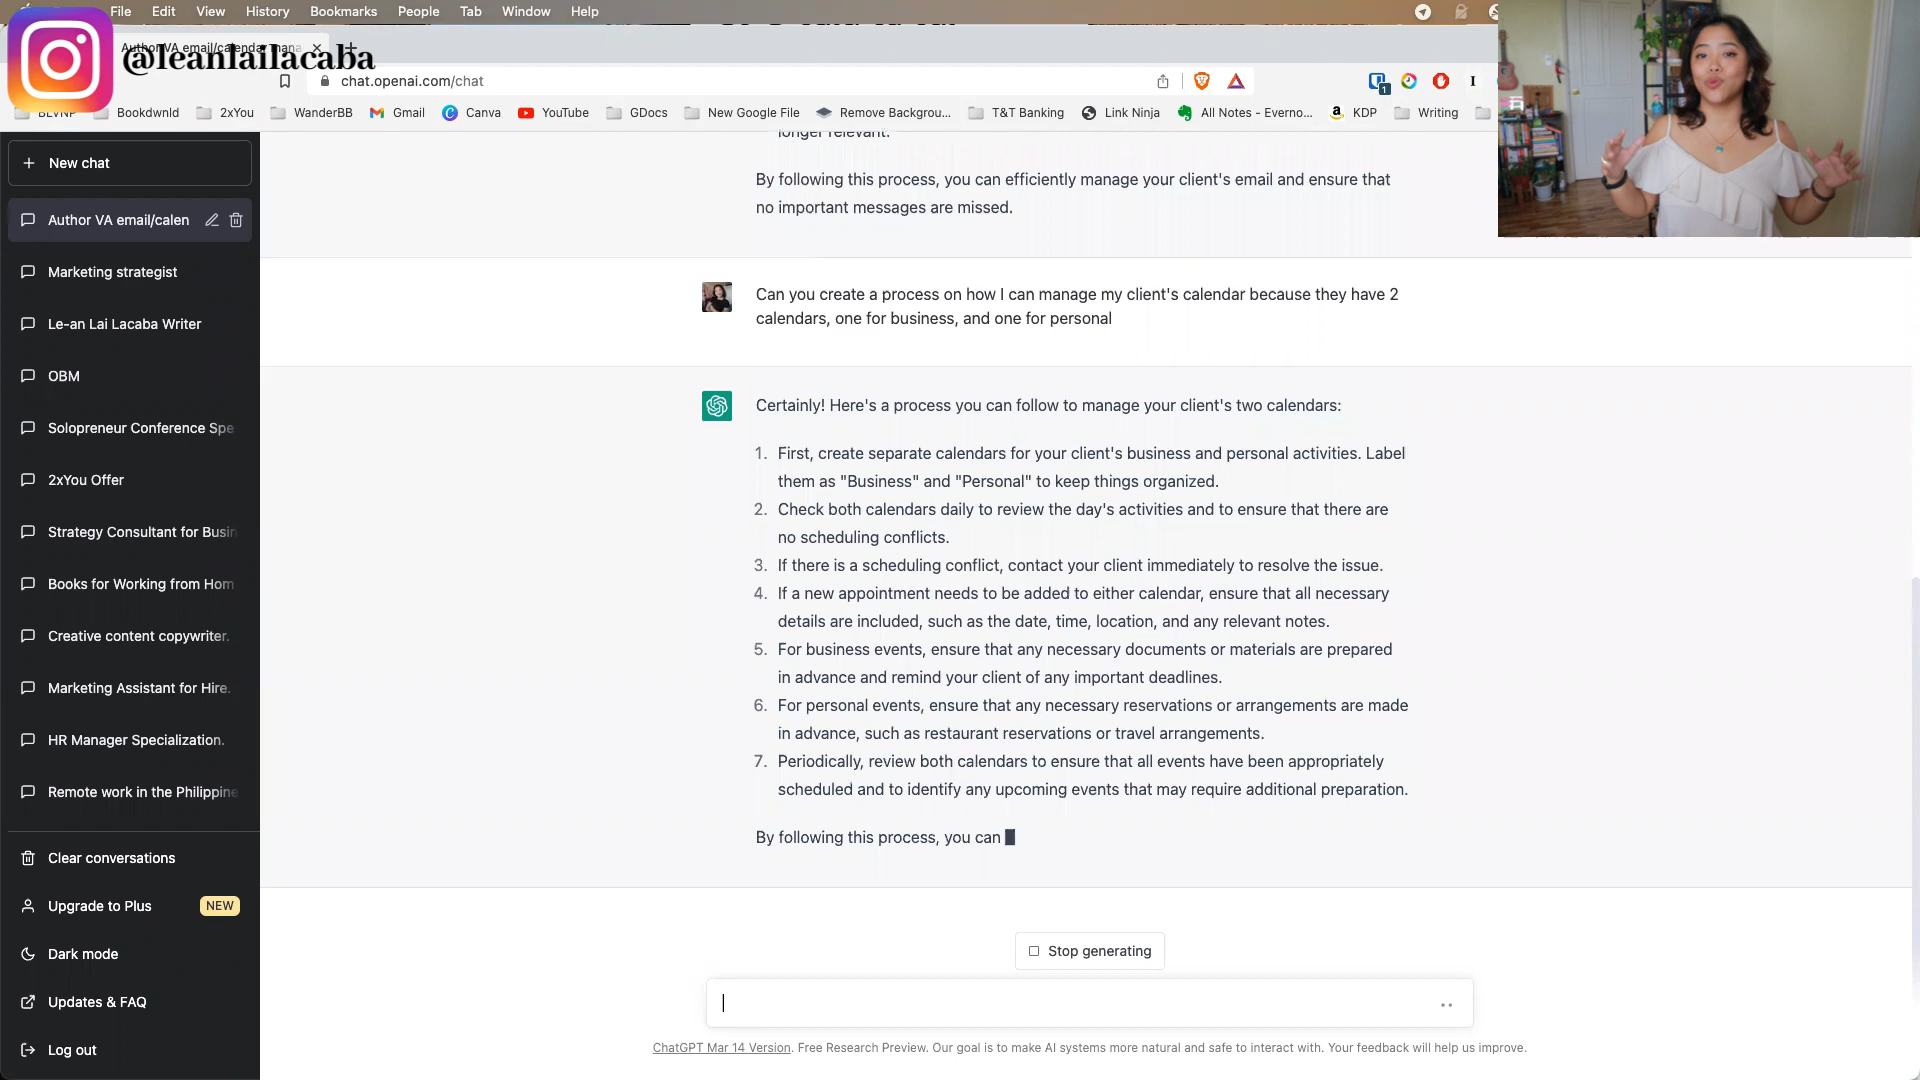 File Edit View History Bookmarks People Tab Window Help
@leanlailacaba
chat.openai.com/chat
1
BLVNP Bookdwnld 2xYou WanderBB Gmail Canva YouTube GDocs New Google File Remove Backgrou... T&T Banking Link Ninja All Notes - Everno... KDP Writing
New chat
Author VA email/calen
Marketing strategist
Le-an Lai Lacaba Writer
OBM
Solopreneur Conference Spe
2xYou Offer
Strategy Consultant for Busin
Books for Working from Hom
Creative content copywriter.
Marketing Assistant for Hire.
HR Manager Specialization.
Remote work in the Philippine
Clear conversations
Upgrade to Plus NEW
Dark mode
Updates & FAQ
Log out
longer relevant.
By following this process, you can efficiently manage your client's email and ensure that
no important messages are missed.
Can you create a process on how I can manage my client's calendar because they have 2
calendars, one for business, and one for personal
Certainly! Here's a process you can follow to manage your client's two calendars:
1. First, create separate calendars for your client's business and personal activities. Label
them as "Business" and "Personal" to keep things organized.
2. Check both calendars daily to review the day's activities and to ensure that there are
no scheduling conflicts.
3. If there is a scheduling conflict, contact your client immediately to resolve the issue.
4. If a new appointment needs to be added to either calendar, ensure that all necessary
details are included, such as the date, time, location, and any relevant notes.
5. For business events, ensure that any necessary documents or materials are prepared
in advance and remind your client of any important deadlines.
6. For personal events, ensure that any necessary reservations or arrangements are made
in advance, such as restaurant reservations or travel arrangements.
7. Periodically, review both calendars to ensure that all events have been appropriately
scheduled and to identify any upcoming events that may require additional preparation.
By following this process, you can
Stop generating
ChatGPT Mar 14 Version. Free Research Preview. Our goal is to make AI systems more natural and safe to interact with. Your feedback will help us improve.